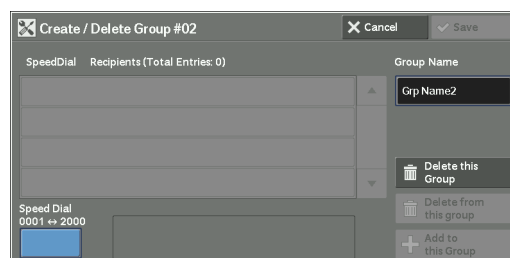 Create / Delete Group #02
Cancel
Save
SpeedDial Recipients (Total Entries: 0)
Group Name
Grp Name2
Delete this
Group
Delete from
this group
Speed Dial
0001 ↔ 2000
Add to
this Group